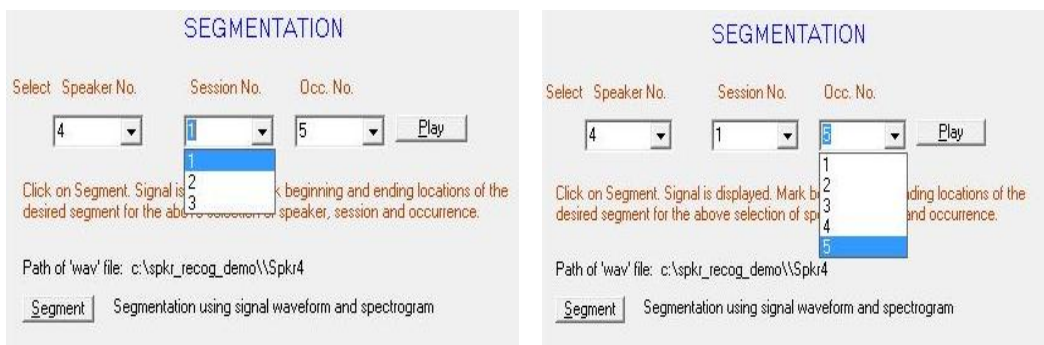 SEGMENTATION
Select Speaker No. Session No. Occ. No.
4 1 5 Play
1
2
3
Click on Segment. Signal is k beginning and ending locations of the
desired segment for the above selection of speaker, session and occurrence.
Path of 'wav' file: c:\spkr_recog_demo\\Spkr4
Segment Segmentation using signal waveform and spectrogram
SEGMENTATION
Select Speaker No. Session No. Occ. No.
4 1 5 Play
1
2
3
4
5
Click on Segment. Signal is displayed. Mark b ding locations of the
desired segment for the above selection of sp and occurrence.
Path of 'wav' file: c:\spkr_recog_demo\\Spkr4
Segment Segmentation using signal waveform and spectrogram